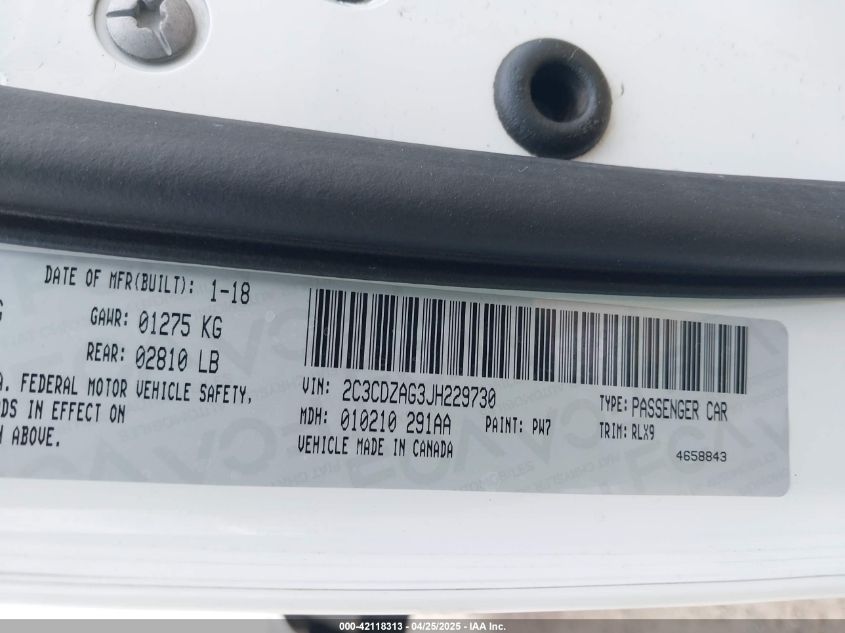 DATE OF MFR(BUILT): 1-18
GAWR: 01275 KG
REAR: 02810 LB
. FEDERAL MOTOR VEHICLE SAFETY,
DS IN EFFECT ON
ABOVE.
VIN: 2C3CDZAG3JH229730
MDH: 010210 291AA PAINT: PW7
VEHICLE MADE IN CANADA
TYPE: PASSENGER CAR
TRIM: RLX9
4658843
000-42118313 - 04/25/2025 - IAA Inc.